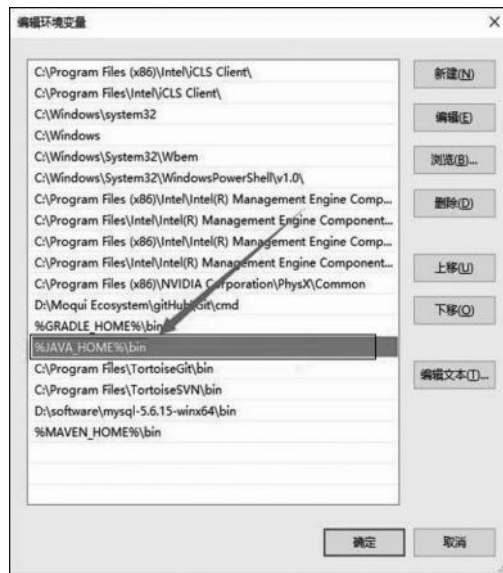 编辑环境变量
C:\Program Files (x86)\Intel\iCLS Client\
C:\Program Files\Intel\iCLS Client\
C:\Windows\system32
C:\Windows
C:\Windows\System32\Wbem
C:\Windows\System32\WindowsPowerShell\v1.0\
C:\Program Files (x86)\Intel\Intel(R) Management Engine Comp...
C:\Program Files\Intel\Intel(R) Management Engine Component...
C:\Program Files (x86)\Intel\Intel(R) Management Engine Comp...
C:\Program Files\Intel\Intel(R) Management Engine Component...
C:\Program Files (x86)\NVIDIA Corporation\PhysX\Common
D:\Moqui Ecosystem\gitHub\Git\cmd
%GRADLE_HOME%\bin
%JAVA_HOME%\bin
C:\Program Files\TortoiseGit\bin
C:\Program Files\TortoiseSVN\bin
D:\software\mysql-5.6.15-winx64\bin
%MAVEN_HOME%\bin
新建(N)
编辑(E)
浏览(B)...
删除(D)
上移(U)
下移(O)
编辑文本(T)...
确定
取消